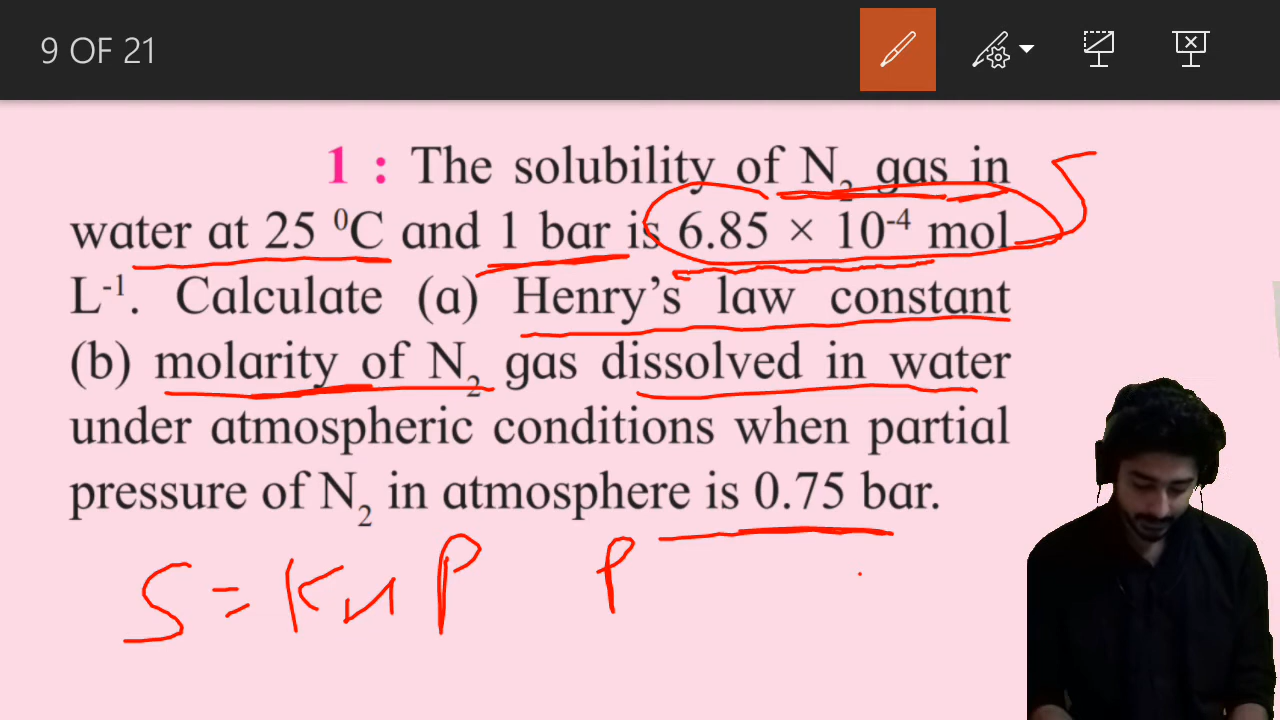 9 OF 21
1 : The solubility of N₂ gas in
water at 25 ⁰C and 1 bar is 6.85 × 10⁻⁴ mol
L⁻¹. Calculate (a) Henry's law constant
(b) molarity of N₂ gas dissolved in water
under atmospheric conditions when partial
pressure of N₂ in atmosphere is 0.75 bar.
S
S = KH P P